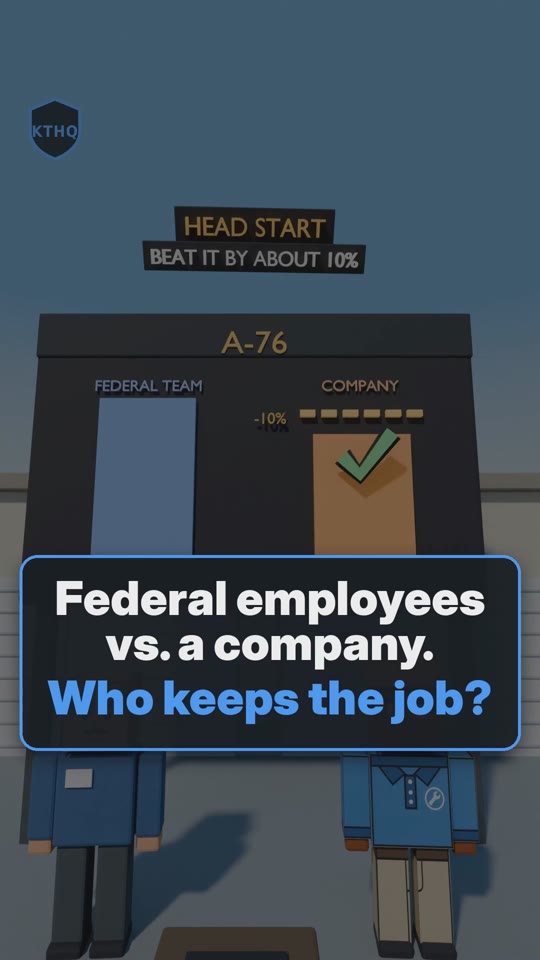 KTHQ
HEAD START
BEAT IT BY ABOUT 10%
A-76
FEDERAL TEAM
COMPANY
-10%
Federal employees
vs. a company.
Who keeps the job?